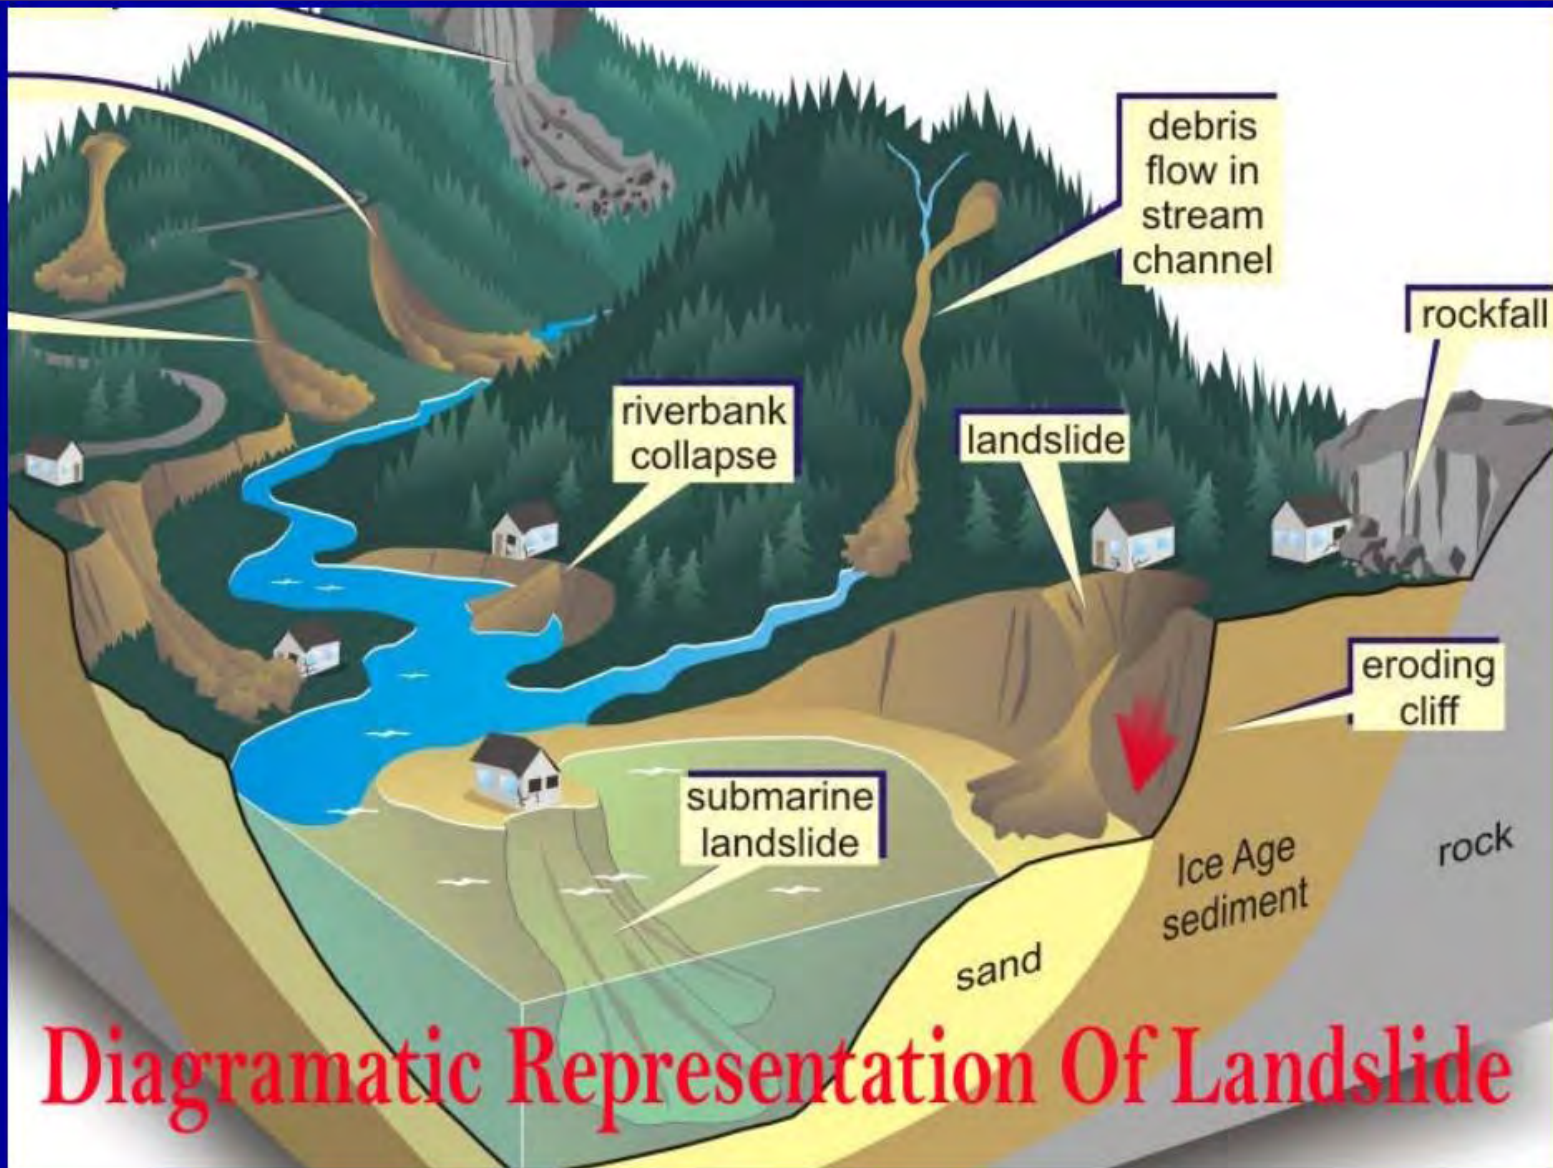 debris
flow in
stream
channel
rockfall
riverbank
collapse
landslide
eroding
cliff
submarine
landslide
Ice Age
sediment
rock
sand
Diagramatic Representation Of Landslide